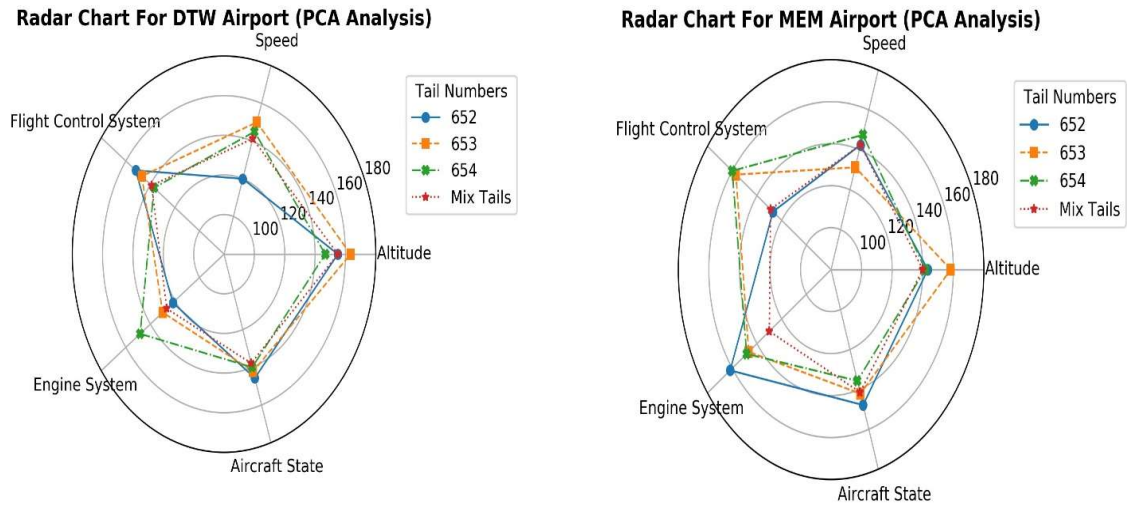 Radar Chart For DTW Airport (PCA Analysis)
Speed
Flight Control System
180
160
140
120
100
Altitude
Engine System
Aircraft State
Tail Numbers
652
653
654
Mix Tails
Radar Chart For MEM Airport (PCA Analysis)
Speed
Flight Control System
180
160
140
120
100
Altitude
Engine System
Aircraft State
Tail Numbers
652
653
654
Mix Tails